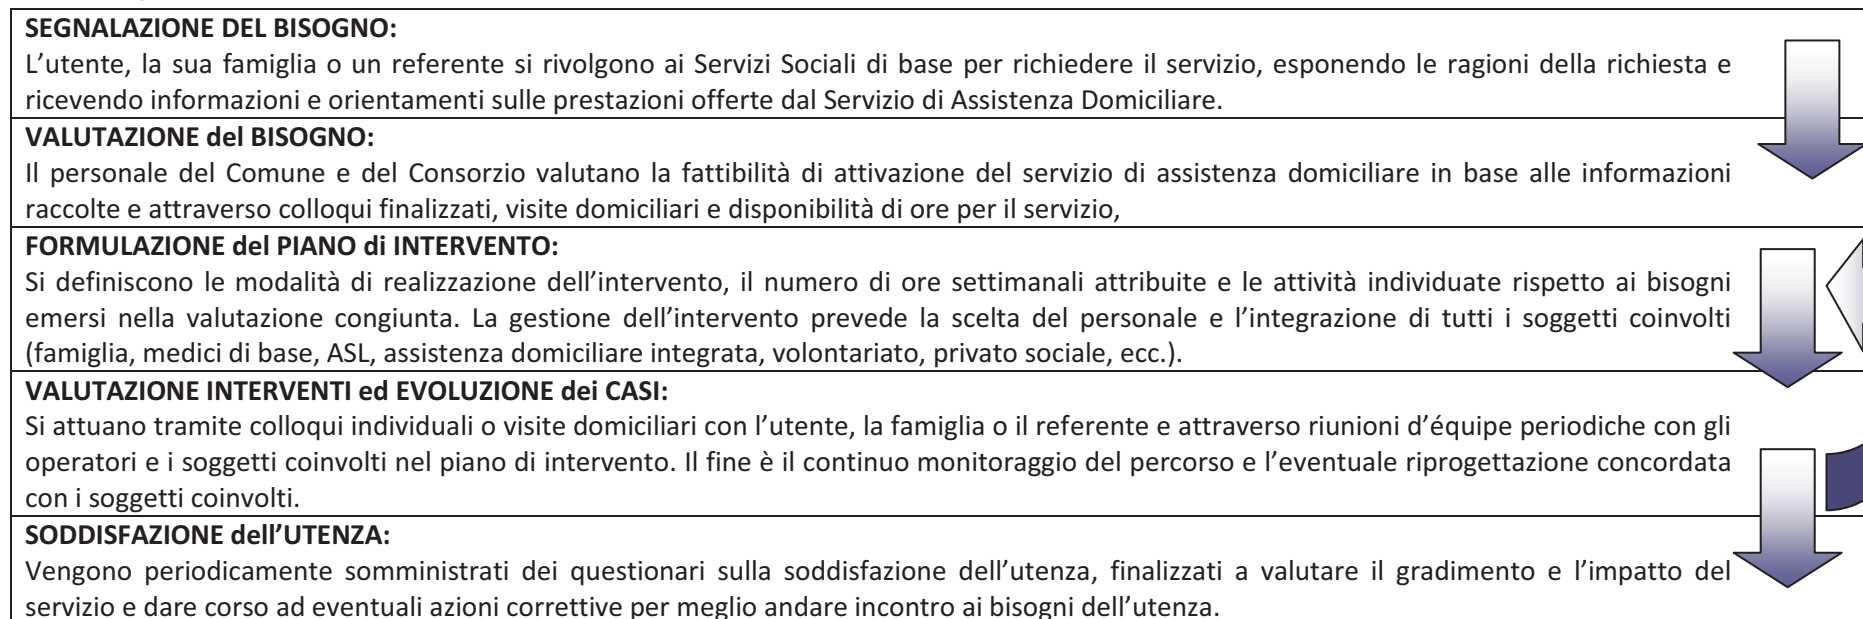 SEGNALAZIONE DEL BISOGNO:
L’utente, la sua famiglia o un referente si rivolgono ai Servizi Sociali di base per richiedere il servizio, esponendo le ragioni della richiesta e
ricevendo informazioni e orientamenti sulle prestazioni offerte dal Servizio di Assistenza Domiciliare.
VALUTAZIONE del BISOGNO:
Il personale del Comune e del Consorzio valutano la fattibilità di attivazione del servizio di assistenza domiciliare in base alle informazioni
raccolte e attraverso colloqui finalizzati, visite domiciliari e disponibilità di ore per il servizio,
FORMULAZIONE del PIANO di INTERVENTO:
Si definiscono le modalità di realizzazione dell’intervento, il numero di ore settimanali attribuite e le attività individuate rispetto ai bisogni
emersi nella valutazione congiunta. La gestione dell’intervento prevede la scelta del personale e l’integrazione di tutti i soggetti coinvolti
(famiglia, medici di base, ASL, assistenza domiciliare integrata, volontariato, privato sociale, ecc.).
VALUTAZIONE INTERVENTI ed EVOLUZIONE dei CASI:
Si attuano tramite colloqui individuali o visite domiciliari con l’utente, la famiglia o il referente e attraverso riunioni d’équipe periodiche con gli
operatori e i soggetti coinvolti nel piano di intervento. Il fine è il continuo monitoraggio del percorso e l’eventuale riprogettazione concordata
con i soggetti coinvolti.
SODDISFAZIONE dell’UTENZA:
Vengono periodicamente somministrati dei questionari sulla soddisfazione dell’utenza, finalizzati a valutare il gradimento e l’impatto del
servizio e dare corso ad eventuali azioni correttive per meglio andare incontro ai bisogni dell’utenza.